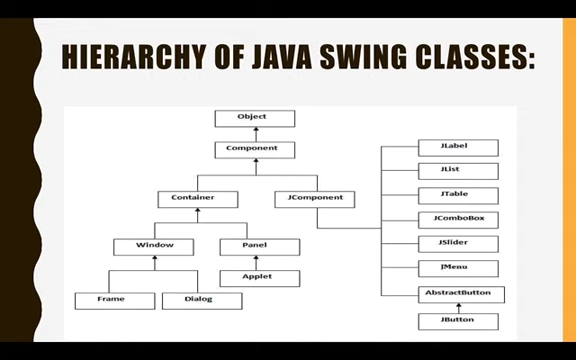 HIERARCHY OF JAVA SWING CLASSES:
Object
Component
Container
JComponent
Window
Panel
Applet
Frame
Dialog
JLabel
JList
JTable
JComboBox
JSlider
JMenu
AbstractButton
JButton